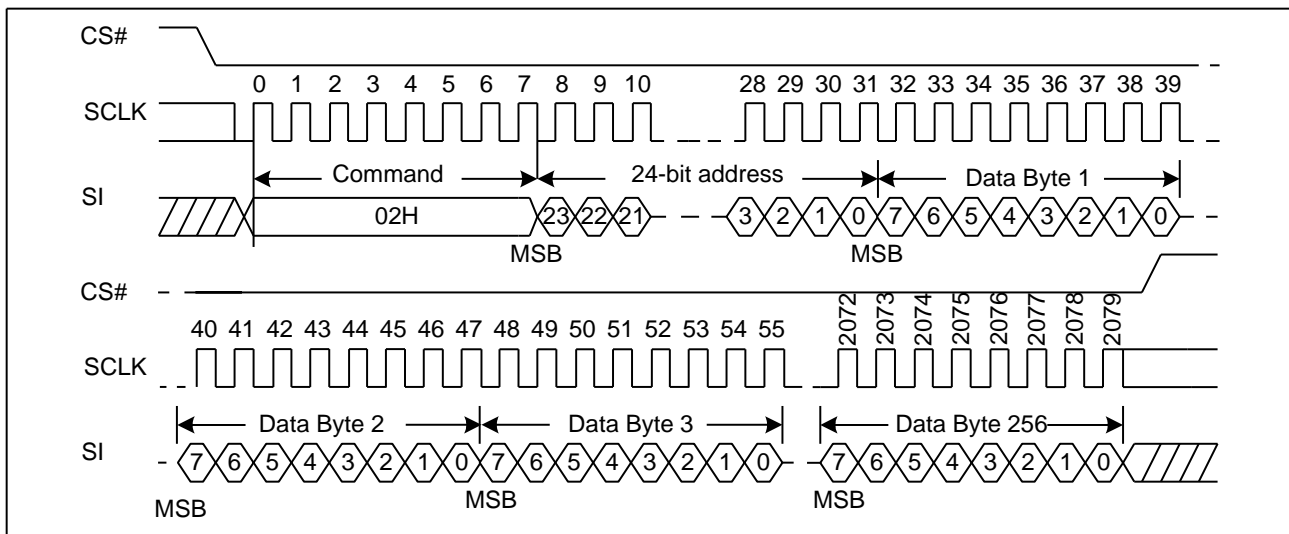 CS#
0 1 2 3 4 5 6 7 8 9 10 28 29 30 31 32 33 34 35 36 37 38 39
SCLK
Command 24-bit address Data Byte 1
SI
02H 23 22 21 3 2 1 0 7 6 5 4 3 2 1 0
MSB MSB
CS#
40 41 42 43 44 45 46 47 48 49 50 51 52 53 54 55 2072 2073 2074 2075 2076 2077 2078 2079
SCLK
Data Byte 2 Data Byte 3 Data Byte 256
SI
7 6 5 4 3 2 1 0 7 6 5 4 3 2 1 0 7 6 5 4 3 2 1 0
MSB MSB MSB